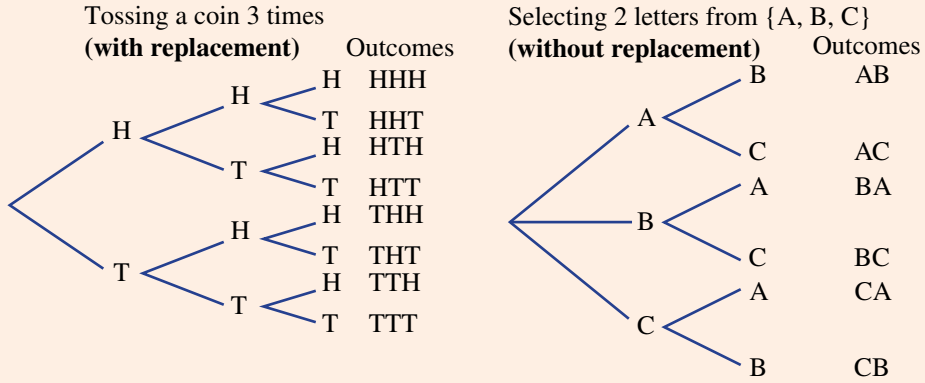 Tossing a coin 3 times
(with replacement) Outcomes
H HHH
H
T HHT
H
H HTH
T
T HTT
H THH
H
T THT
T
H TTH
T
T TTT
Selecting 2 letters from {A, B, C}
(without replacement) Outcomes
B AB
A
C AC
A BA
B
C BC
A CA
C
B CB